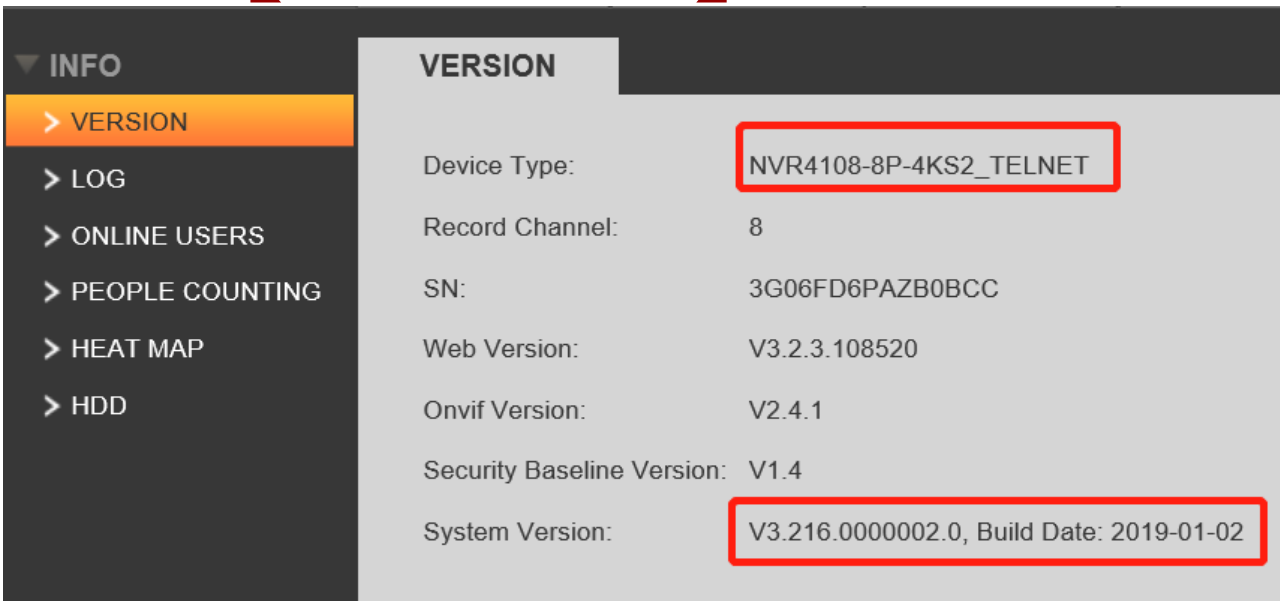 INFO
VERSION
LOG
ONLINE USERS
PEOPLE COUNTING
HEAT MAP
HDD
VERSION
Device Type: NVR4108-8P-4KS2_TELNET
Record Channel: 8
SN: 3G06FD6PAZB0BCC
Web Version: V3.2.3.108520
Onvif Version: V2.4.1
Security Baseline Version: V1.4
System Version: V3.216.0000002.0, Build Date: 2019-01-02